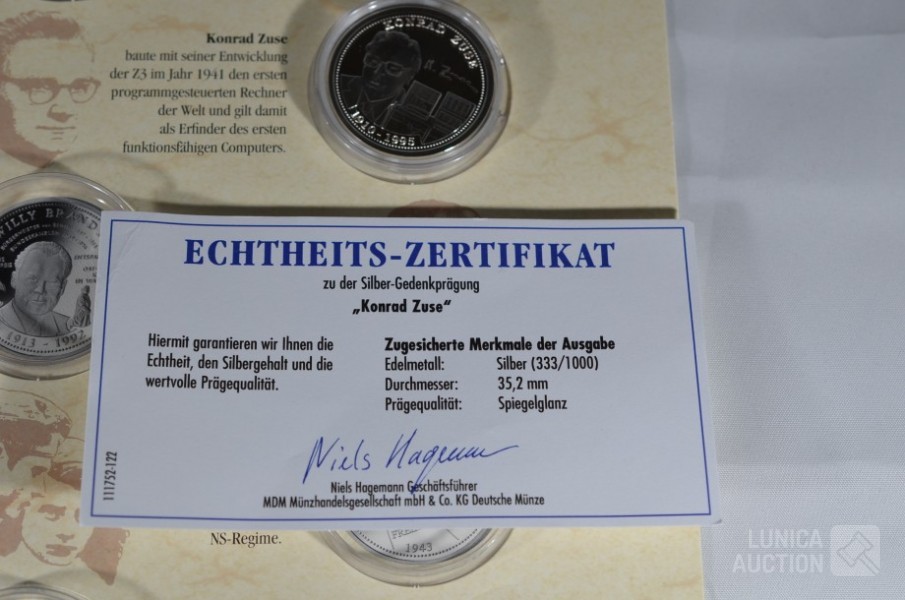 Konrad Zuse
baute mit seiner Entwicklung
der Z3 im Jahr 1941 den ersten
programmgesteuerten Rechner
der Welt und gilt damit
als Erfinder des ersten
funktionsfähigen Computers.
KONRAD ZUSE
1910-1995
WILLY BRAND
1913 - 1992
ECHTHEITS-ZERTIFIKAT
zu der Silber-Gedenkprägung
„Konrad Zuse“
Hiermit garantieren wir Ihnen die
Echtheit, den Silbergehalt und die
wertvolle Prägequalität.
Zugesicherte Merkmale der Ausgabe
Edelmetall: Silber (333/1000)
Durchmesser: 35,2 mm
Prägequalität: Spiegelglanz
Niels Hagemann
Niels Hagemann Geschäftsführer
MDM Münzhandelsgesellschaft mbH & Co. KG Deutsche Münze
111752-122
NS-Regime.
1943
LUNICA
AUCTION